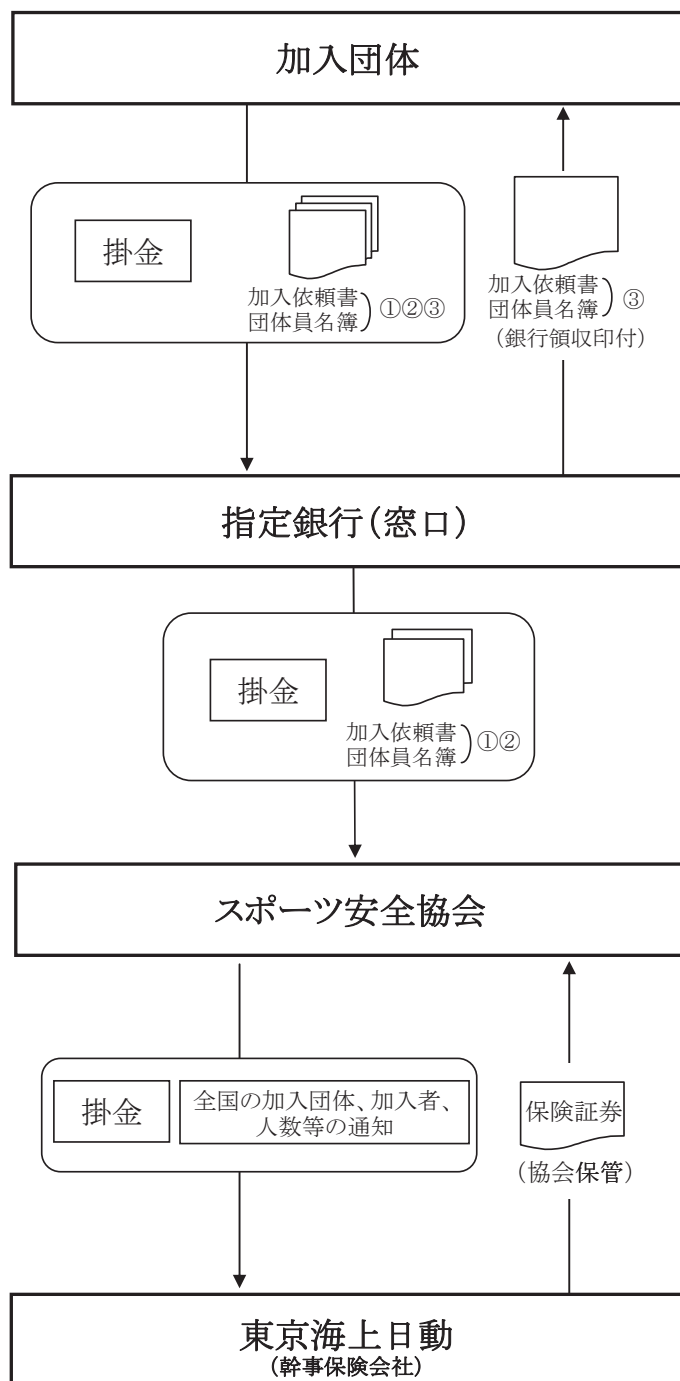 加入団体
掛金
加入依頼書
団体員名簿
①②③
加入依頼書
団体員名簿
③
（銀行領収印付）
指定銀行（窓口）
掛金
加入依頼書
団体員名簿
①②
スポーツ安全協会
掛金
全国の加入団体、加入者、
人数等の通知
保険証券
（協会保管）
東京海上日動
（幹事保険会社）